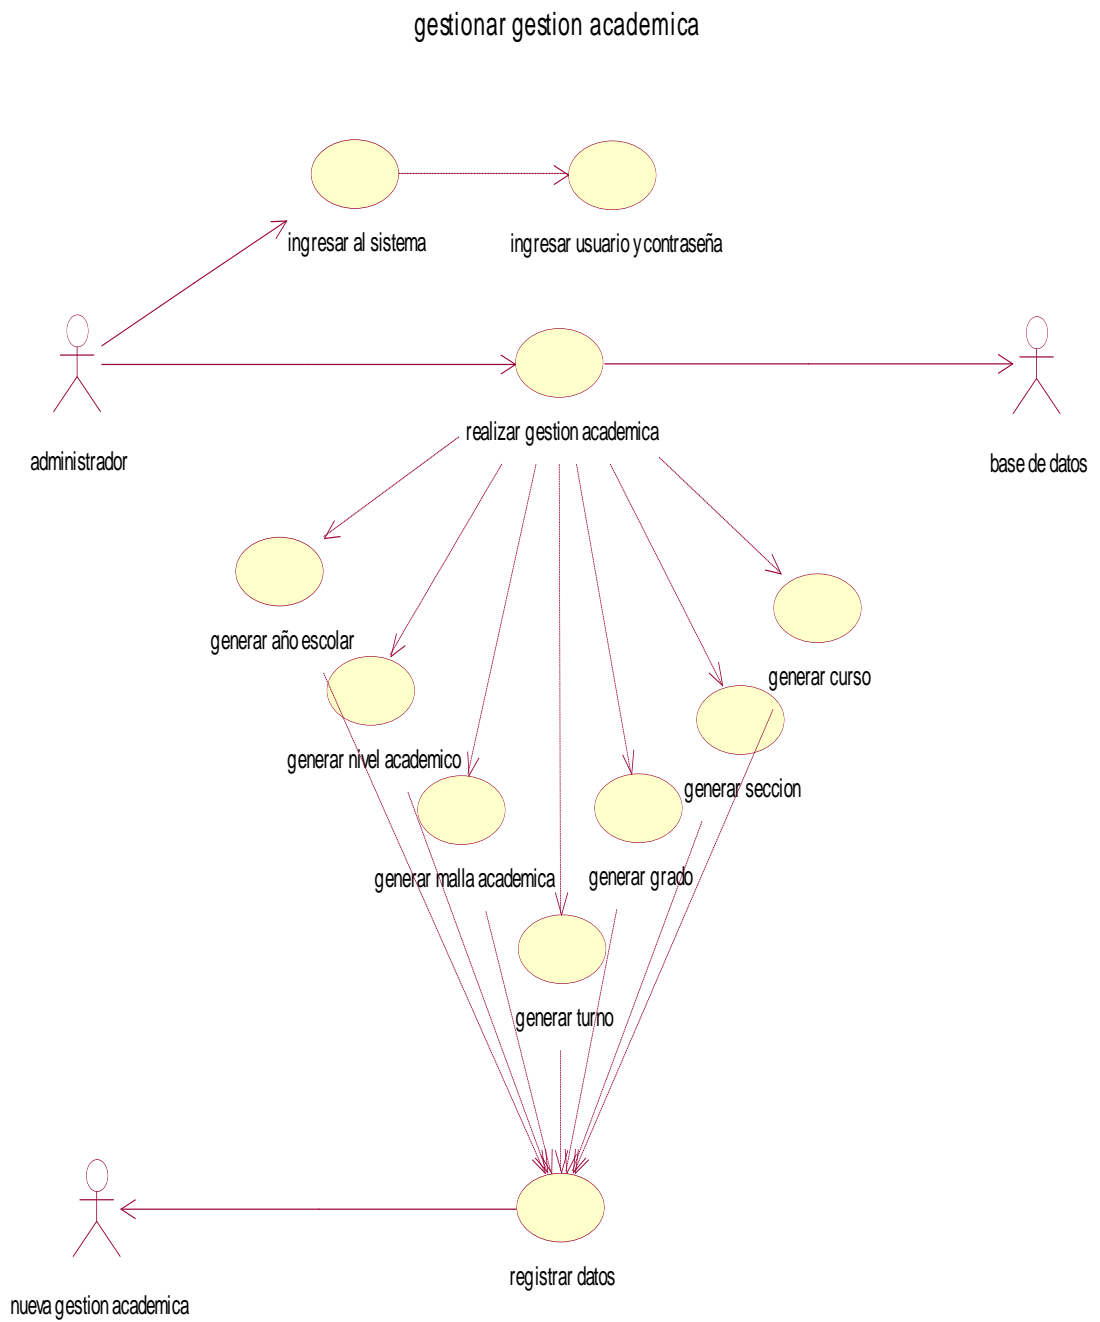 gestionar gestion academica
ingresar al sistema
ingresar usuario y contraseña
administrador
realizar gestion academica
base de datos
generar año escolar
generar curso
generar nivel academico
generar seccion
generar malla academica
generar grado
generar turno
registrar datos
nueva gestion academica